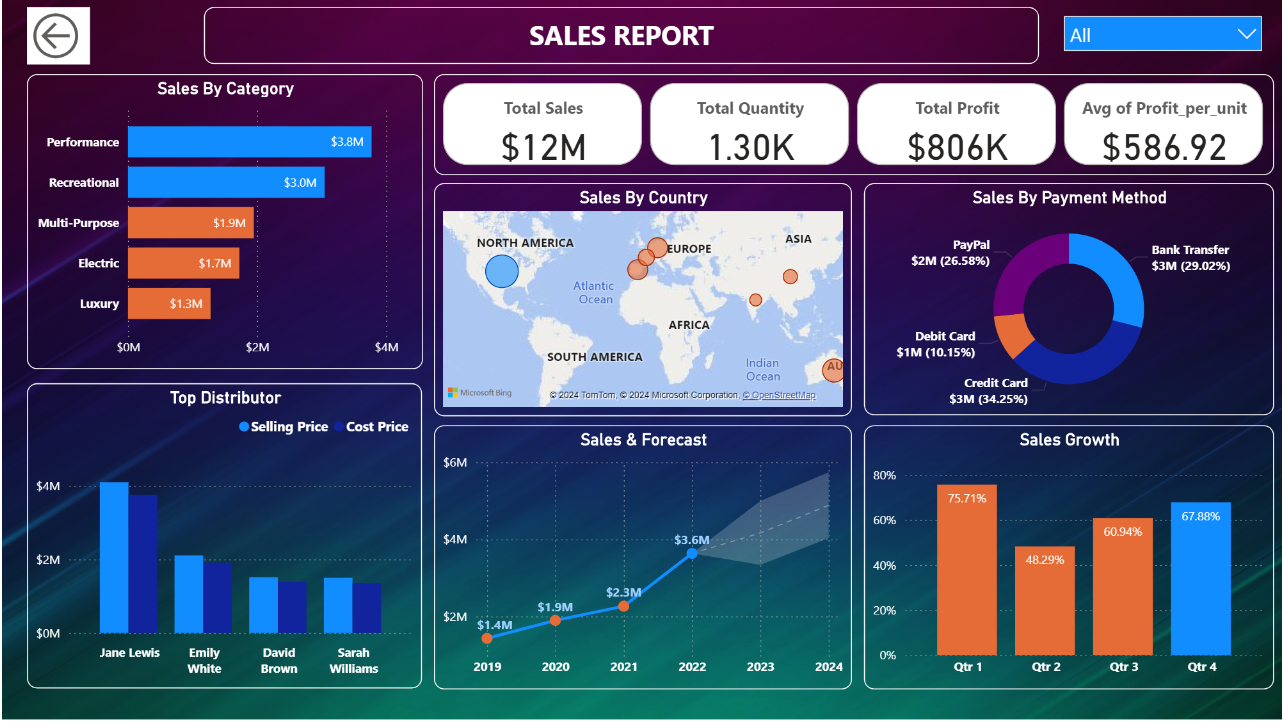 SALES REPORT
All
Sales By Category
Performance
$3.8M
Recreational
$3.0M
Multi-Purpose
$1.9M
Electric
$1.7M
Luxury
$1.3M
$0M
$2M
$4M
Total Sales
$12M
Total Quantity
1.30K
Total Profit
$806K
Avg of Profit_per_unit
$586.92
Sales By Country
NORTH AMERICA
EUROPE
ASIA
Atlantic
Ocean
AFRICA
SOUTH AMERICA
Indian
Ocean
AU
Microsoft Bing
© 2024 TomTom, © 2024 Microsoft Corporation, © OpenStreetMap
Sales By Payment Method
PayPal
$2M (26.58%)
Bank Transfer
$3M (29.02%)
Debit Card
$1M (10.15%)
Credit Card
$3M (34.25%)
Top Distributor
Selling Price
Cost Price
$4M
$2M
$0M
Jane Lewis
Emily
White
David
Brown
Sarah
Williams
Sales & Forecast
$6M
$4M
$2M
$1.4M
$1.9M
$2.3M
$3.6M
2019
2020
2021
2022
2023
2024
Sales Growth
80%
60%
40%
20%
0%
75.71%
48.29%
60.94%
67.88%
Qtr 1
Qtr 2
Qtr 3
Qtr 4